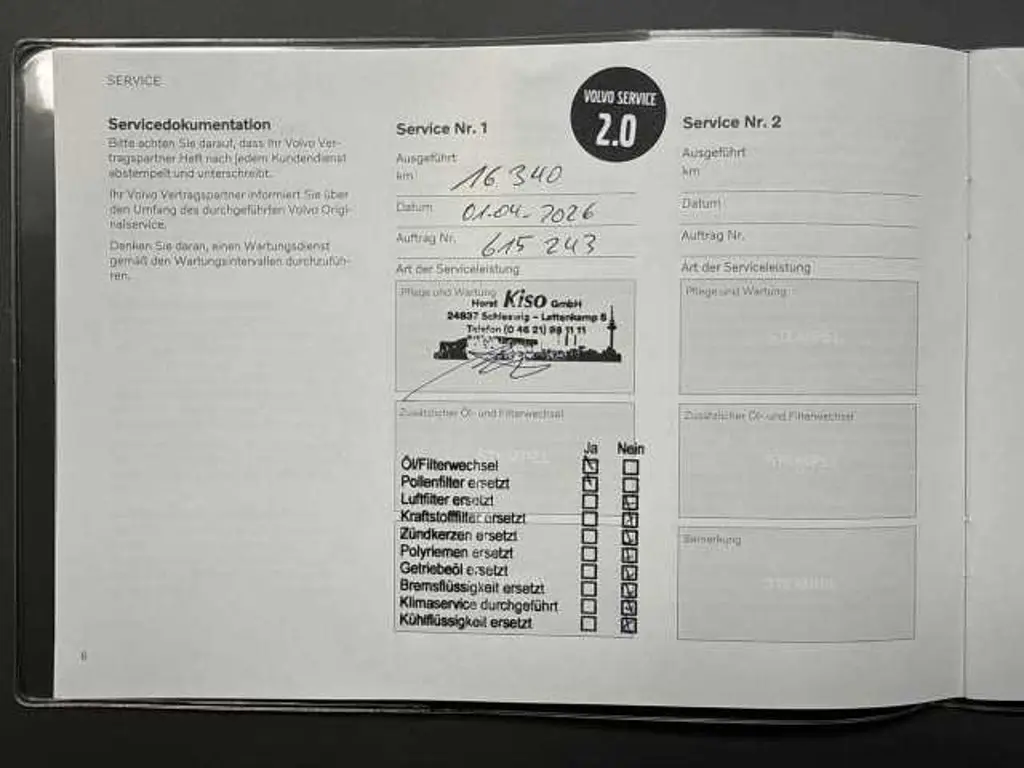 SERVICE
Servicedokumentation
Bitte achten Sie darauf, dass Ihr Volvo Ver-
tragspartner Heft nach jedem Kundendienst
abstempelt und unterschreibt.
Ihr Volvo Vertragspartner informiert Sie über
den Umfang des durchgeführten Volvo Origi-
nalservice.
Denken Sie daran, einen Wartungsdienst
gemäß den Wartungsintervallen durchzufüh-
ren.
6
VOLVO SERVICE
2.0
Service Nr. 1
Ausgeführt
km 16 340
Datum 01-04-2026
Auftrag Nr. 615 243
Art der Serviceleistung
Pflege und Wartung
Horst Kiso GmbH
24837 Schleswig - Lattenkamp 5
Telefon (0 46 21) 98 11 11
Zusätzlicher Öl- und Filterwechsel
STEMPEL
Ja Nein
Öl/Filterwechsel
Pollenfilter ersetzt
Luftfilter ersetzt
Kraftstofffilter ersetzt
Zündkerzen ersetzt
Polyriemen ersetzt
Getriebeöl ersetzt
Bremsflüssigkeit ersetzt
Klimaservice durchgeführt
Kühlflüssigkeit ersetzt
Service Nr. 2
Ausgeführt
km
Datum
Auftrag Nr.
Art der Serviceleistung
Pflege und Wartung
STEMPEL
Zusätzlicher Öl- und Filterwechsel
STEMPEL
Bemerkung
STEMPEL